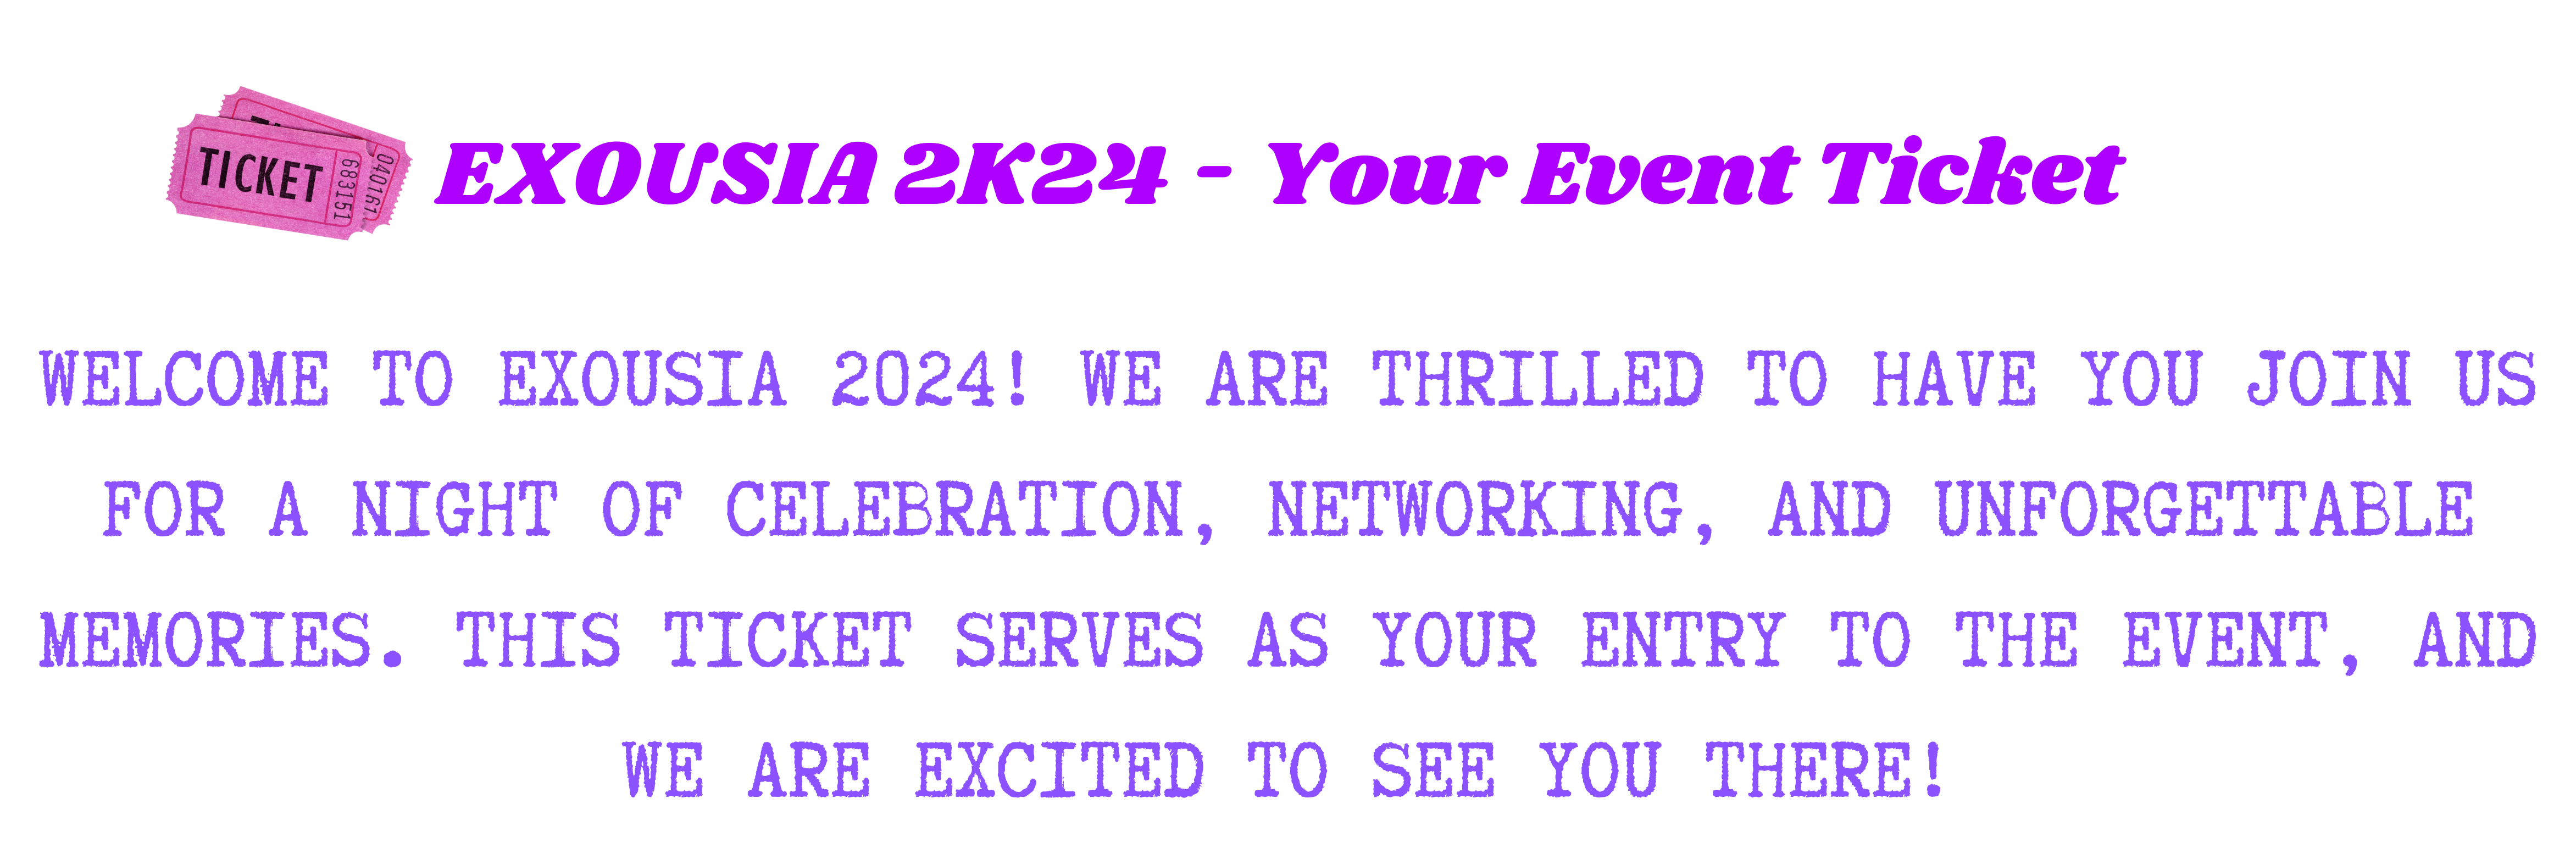 TICKET
683151
040161
EXOUSIA 2K24 - Your Event Ticket
WELCOME TO EXOUSIA 2024! WE ARE THRILLED TO HAVE YOU JOIN US
FOR A NIGHT OF CELEBRATION, NETWORKING, AND UNFORGETTABLE
MEMORIES. THIS TICKET SERVES AS YOUR ENTRY TO THE EVENT, AND
WE ARE EXCITED TO SEE YOU THERE!